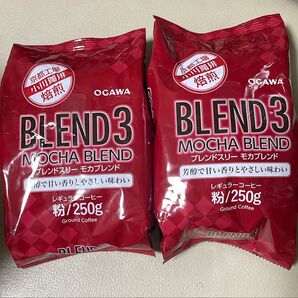 京都工場
小川珈琲
焙煎
OGAWA
BLEND3
MOCHA BLEND
ブレンドスリー モカブレンド
芳醇で甘い香りとやさしい味わい
レギュラーコーヒー
粉/250g
Ground Coffee
BLEND3
京都工場
小川珈琲
焙煎
OGAWA
BLEND3
MOCHA BLEND
ブレンドスリー モカブレンド
芳醇で甘い香りとやさしい味わい
レギュラーコーヒー
粉/250g
Ground Coffee
BLEND3